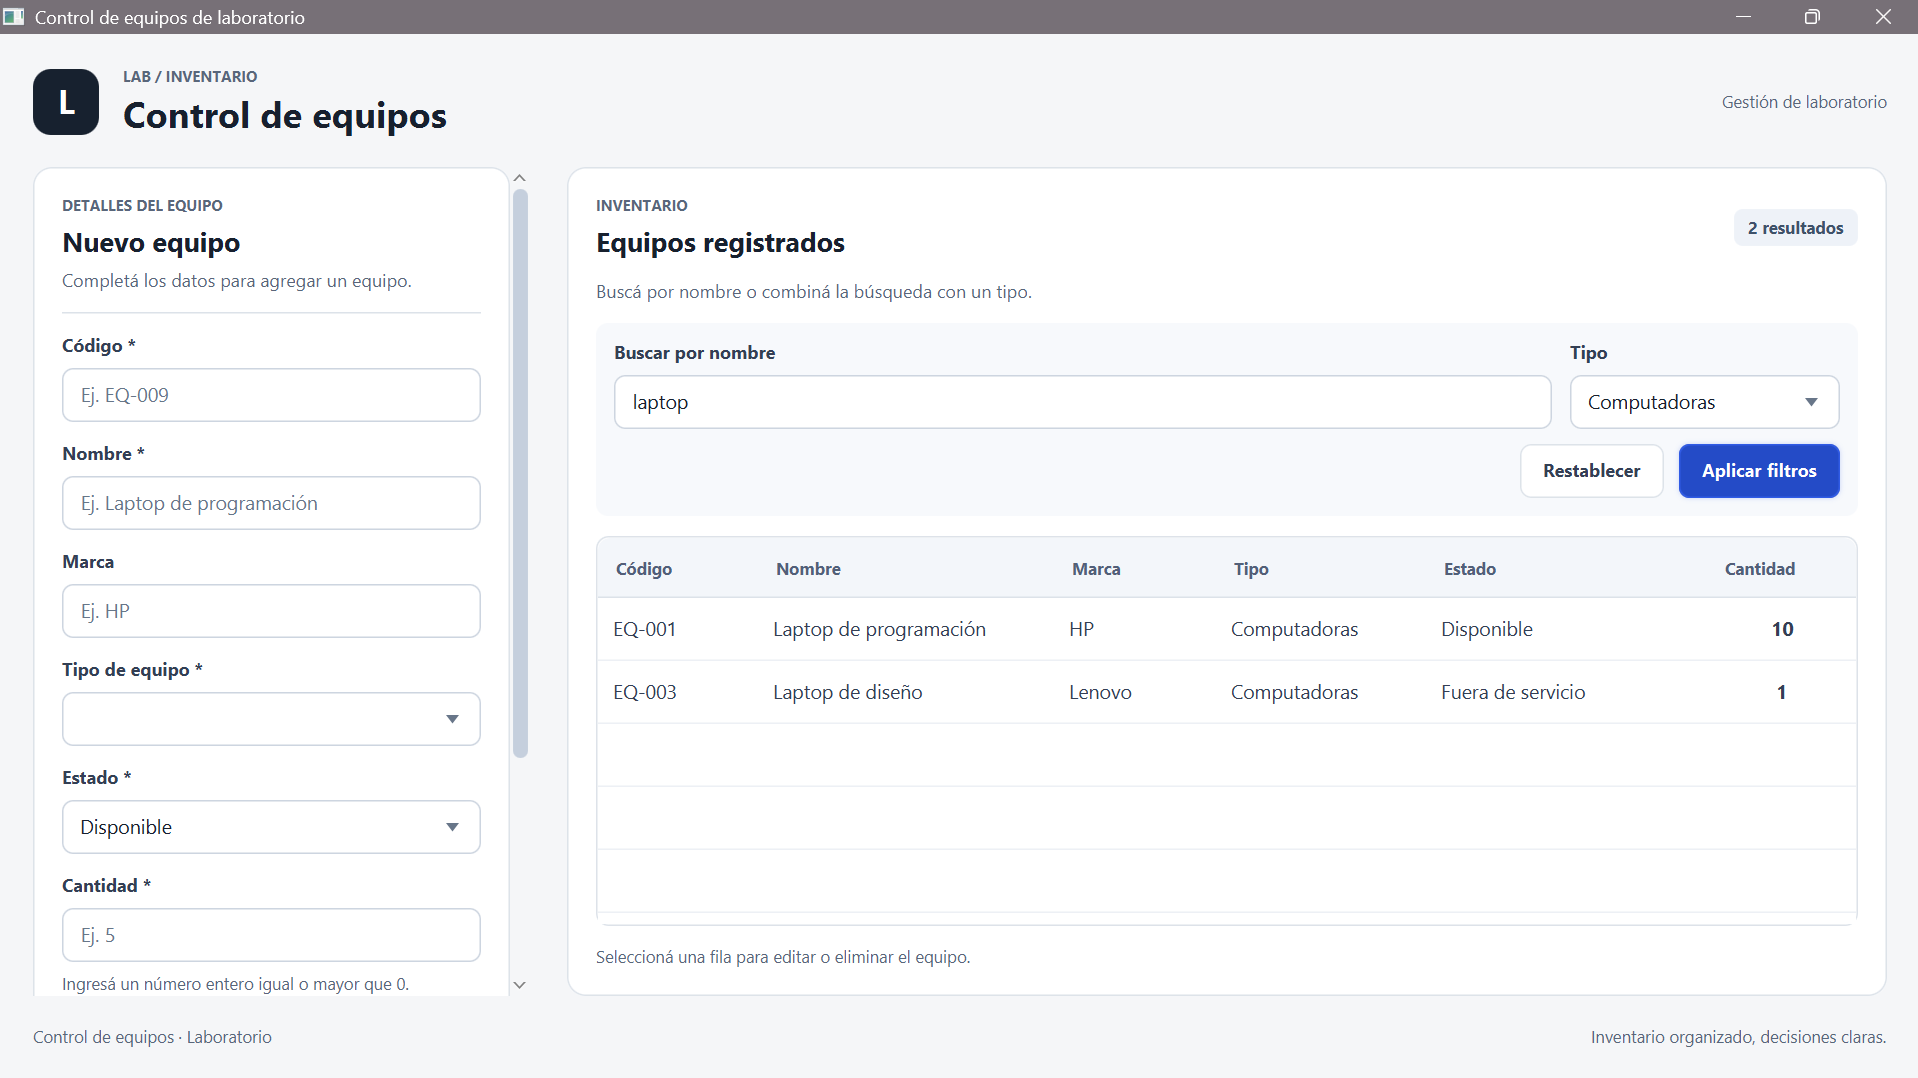 Control de equipos de laboratorio
L
LAB / INVENTARIO
Control de equipos
Gestión de laboratorio
DETALLES DEL EQUIPO
Nuevo equipo
Completá los datos para agregar un equipo.
Código *
Ej. EQ-009
Nombre *
Ej. Laptop de programación
Marca
Ej. HP
Tipo de equipo *
Estado *
Disponible
Cantidad *
Ej. 5
Ingresá un número entero igual o mayor que 0.
INVENTARIO
Equipos registrados
2 resultados
Buscá por nombre o combiná la búsqueda con un tipo.
Buscar por nombre
Tipo
laptop
Computadoras
Restablecer
Aplicar filtros
Código Nombre Marca Tipo Estado Cantidad
EQ-001 Laptop de programación HP Computadoras Disponible 10
EQ-003 Laptop de diseño Lenovo Computadoras Fuera de servicio 1
Seleccioná una fila para editar o eliminar el equipo.
Control de equipos · Laboratorio
Inventario organizado, decisiones claras.